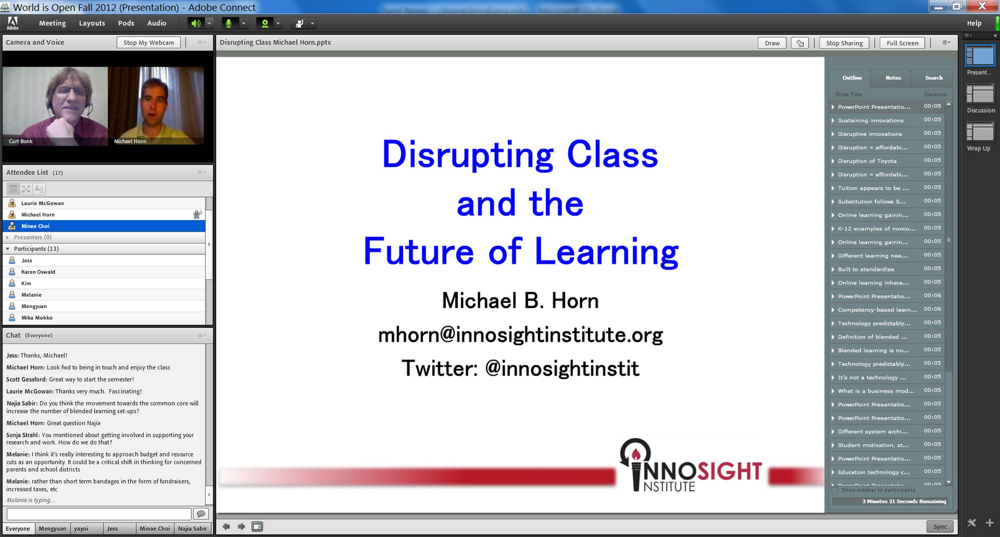 World is Open Fall 2012 (Presentation) - Adobe Connect
Adobe
Meeting
Layouts
Pods
Audio
Help
Camera and Voice
Stop My Webcam
Curt Bonk
Michael Horn
Attendee List (17)
Laurie McGowan
Michael Horn
Minae Choi
Presenters (0)
Participants (13)
Jess
Karen Oswald
Kim
Melanie
Mengyuan
Mika Mokko
Chat (Everyone)
Jess: Thanks, Michael!
Michael Horn: Look fwd to being in touch and enjoy the class
Scott Gessford: Great way to start the semester!
Laurie McGowan: Thanks very much. Fascinating!
Najia Sabir: Do you think the movement towards the common core will
increase the number of blended learning set-ups?
Michael Horn: Great question Najia
Sonja Strahl: You mentioned about getting involved in supporting your
research and work. How do we do that?
Melanie: I think it's really interesting to approach budget and resource
cuts as an opportunity. It could be a critical shift in thinking for concerned
parents and school districts
Melanie: rather than short term bandages in the form of fundraisers,
increased taxes, etc
Melanie is typing...
Everyone
Mengyuan
yayoi
Jess
Minae Choi
Najia Sabir
Disrupting Class Michael Horn.pptx
Draw
Stop Sharing
Full Screen
Disrupting Class
and the
Future of Learning
Michael B. Horn
mhorn@innosightinstitute.org
Twitter: @innosightinstit
INNOSIGHT
INSTITUTE
Outline
Notes
Search
Slide Title Duration
PowerPoint Presentatio... 00:05
Sustaining innovations 00:05
Disruptive innovations 00:05
Disruption = affordabi... 00:05
Disruption of Toyota 00:05
Disruption = affordabi... 00:05
Tuition appears to be ... 00:05
Substitution follows S... 00:05
Online learning gainin... 00:05
K-12 examples of nonco... 00:05
Online learning gainin... 00:05
Different learning nee... 00:05
Built to standardize 00:05
Online learning inhere... 00:05
PowerPoint Presentatio... 00:06
Competency-based learn... 00:06
Technology predictably... 00:05
Definition of blended ... 00:05
Blended learning is no... 00:05
Technology predictably... 00:05
It's not a technology ... 00:05
What is a business mod... 00:05
PowerPoint Presentatio... 00:05
PowerPoint Presentatio... 00:05
Different system archi... 00:05
Student motivation, st... 00:05
PowerPoint Presentatio... 00:05
Education technology c... 00:05
PowerPoint Presentatio... 00:05
Show sidebar to participants
3 Minutes 21 Seconds Remaining
Sync
Present...
Discussion
Wrap Up